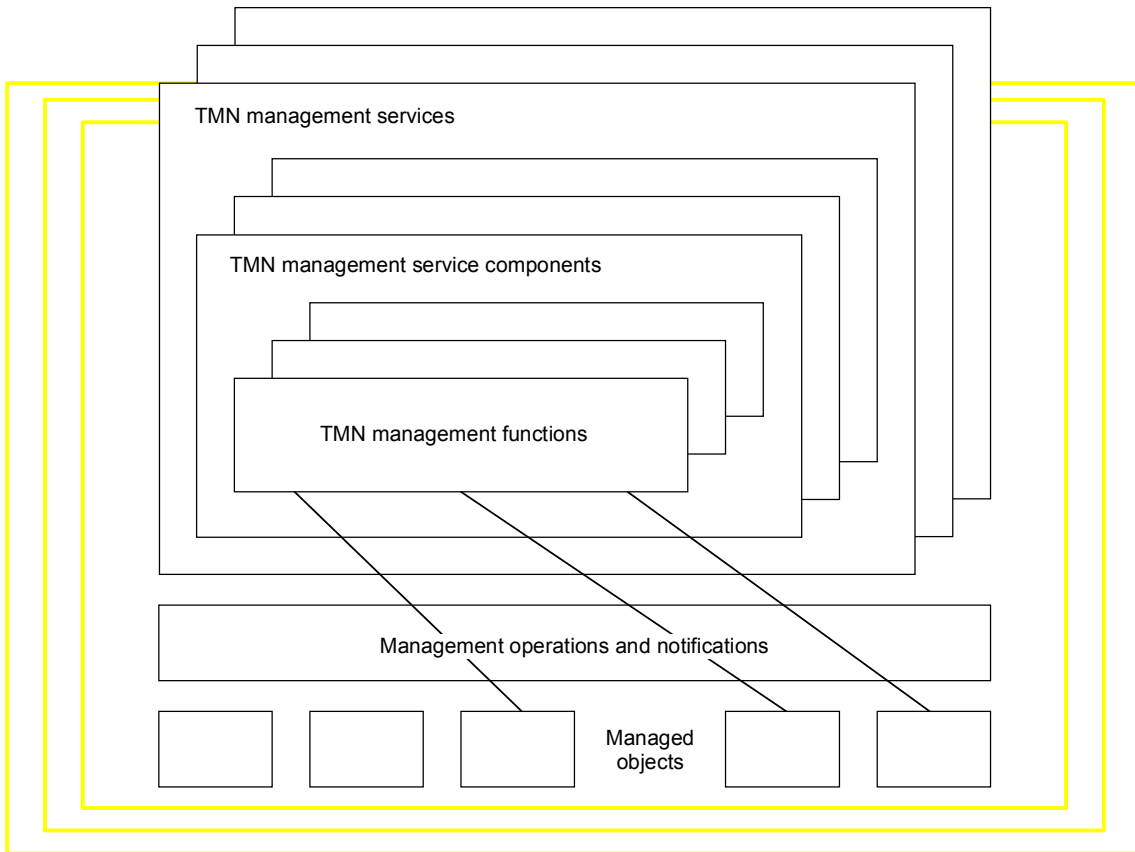 TMN management services
TMN management service components
TMN management functions
Management operations and notifications
Managed
objects